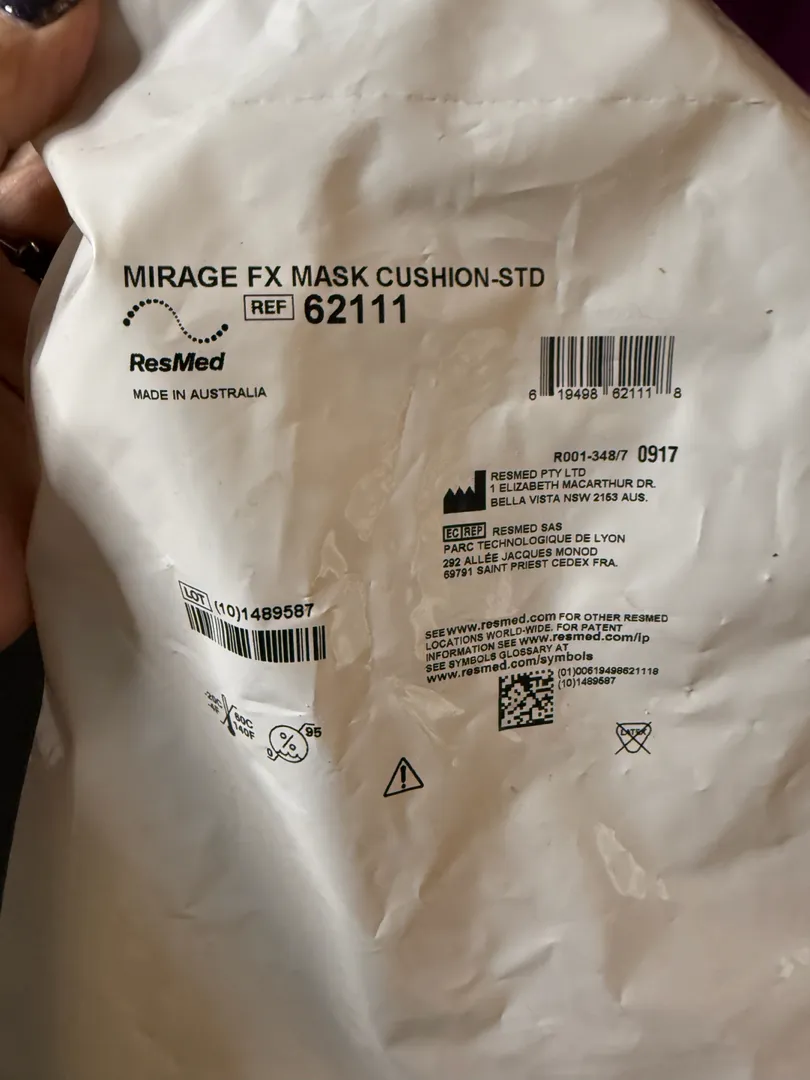 MIRAGE FX MASK CUSHION-STD
REF 62111
ResMed
MADE IN AUSTRALIA
6 19498 62111 8
R001-348/7 0917
RESMED PTY LTD
1 ELIZABETH MACARTHUR DR.
BELLA VISTA NSW 2153 AUS.
EC REP RESMED SAS
PARC TECHNOLOGIQUE DE LYON
292 ALLÉE JACQUES MONOD
69791 SAINT PRIEST CEDEX FRA.
LOT (10)1489587
SEE www.resmed.com FOR OTHER RESMED
LOCATIONS WORLD-WIDE. FOR PATENT
INFORMATION SEE www.resmed.com/ip
SEE SYMBOLS GLOSSARY AT
www.resmed.com/symbols
(01)00619498621118
(10)1489587
-20C
-4F
60C
140F
0 % 95
LATEX